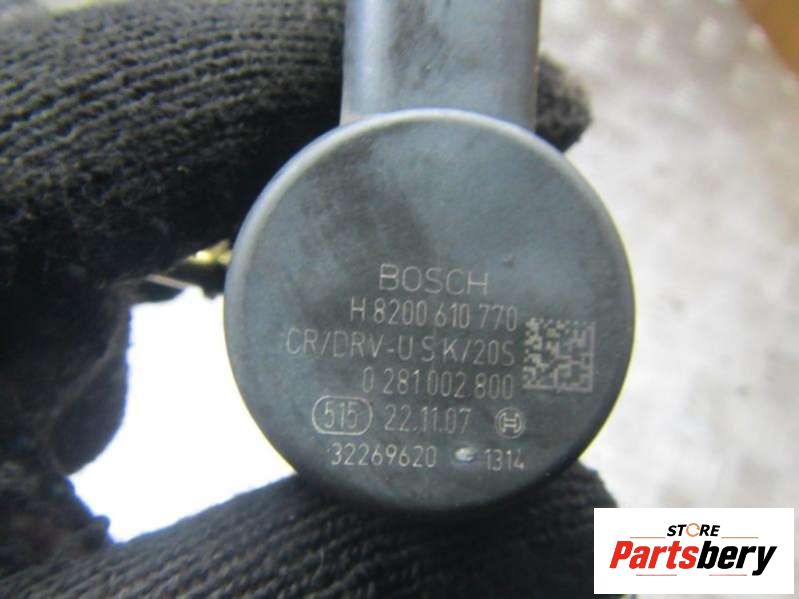 BOSCH
H 8200 610 770
CR/DRV-USK/20S
0 281 002 800
515 22.11.07 H
32269620 1314
STORE
Partsbery